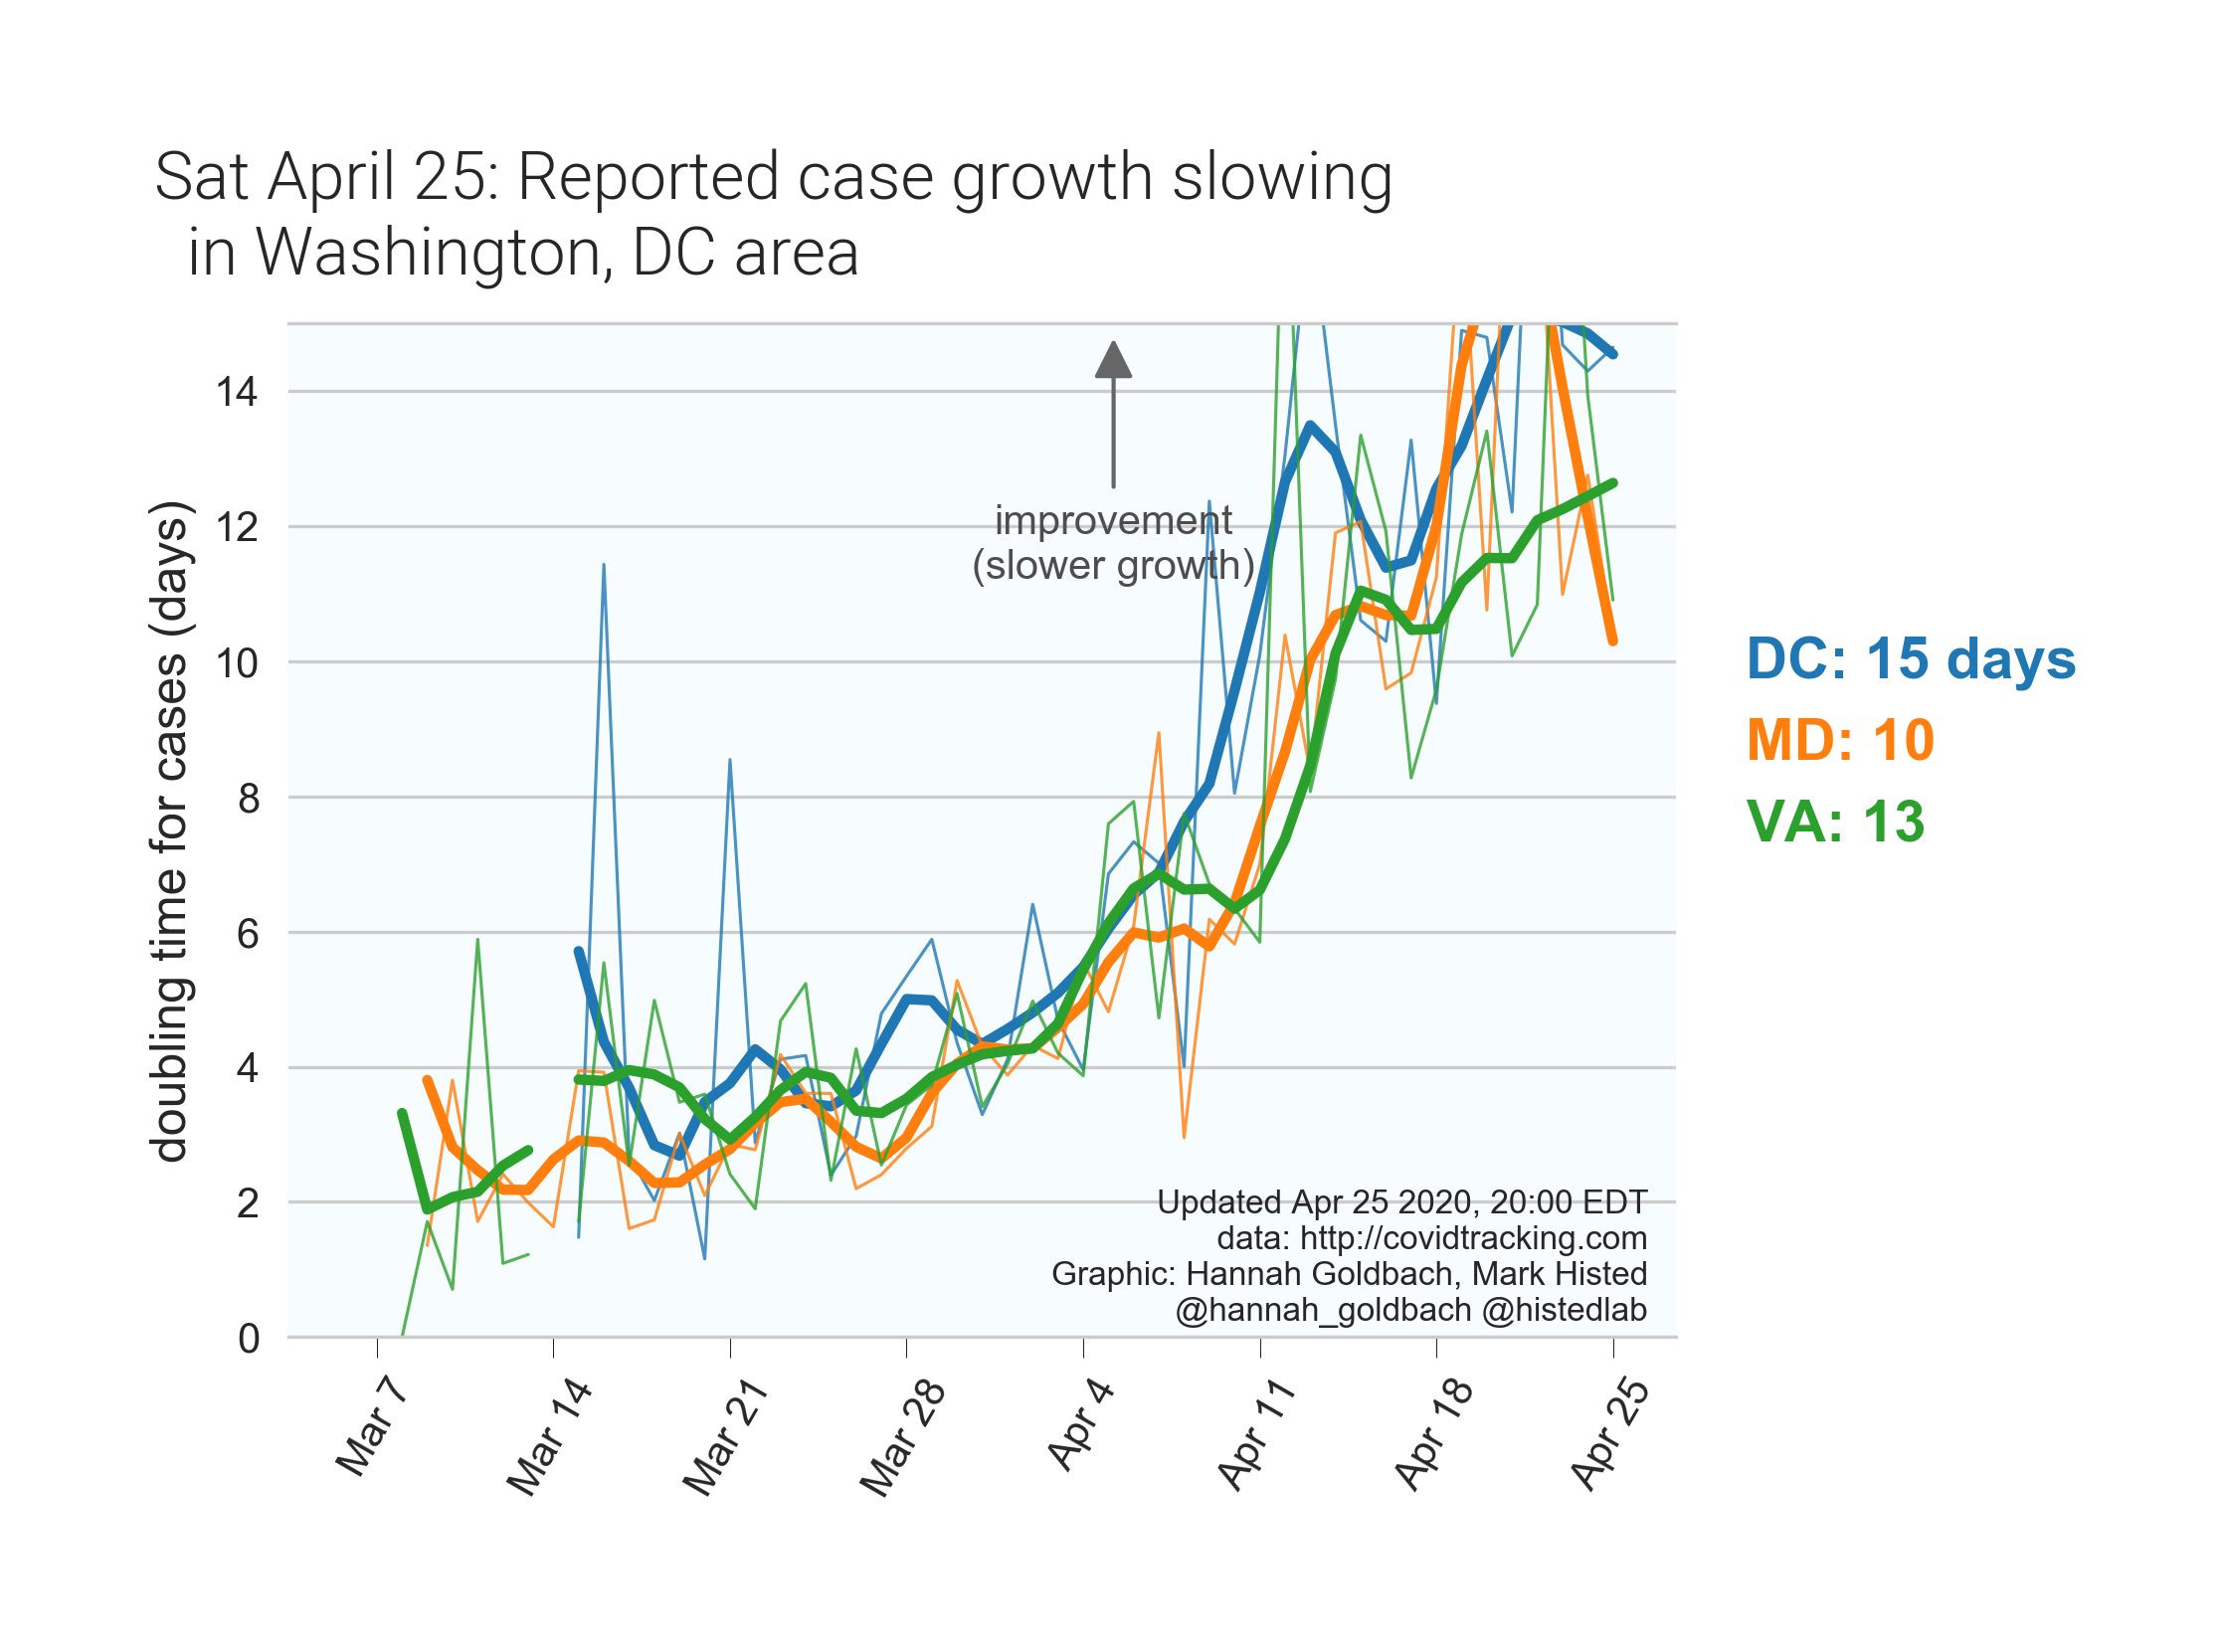 Sat April 25: Reported case growth slowing
in Washington, DC area
doubling time for cases (days)
14
12
10
8
6
4
2
0
improvement
(slower growth)
DC: 15 days
MD: 10
VA: 13
Updated Apr 25 2020, 20:00 EDT
data: http://covidtracking.com
Graphic: Hannah Goldbach, Mark Histed
@hannah_goldbach @histedlab
Mar 7
Mar 14
Mar 21
Mar 28
Apr 4
Apr 11
Apr 18
Apr 25